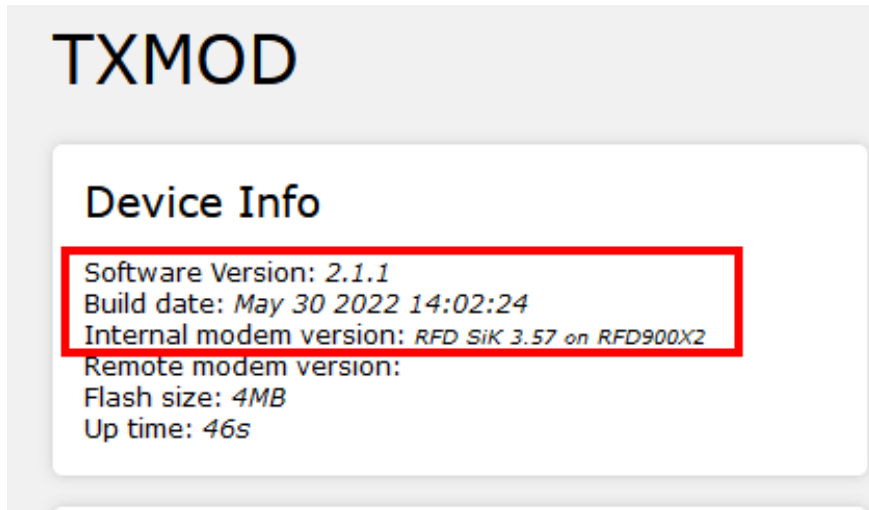 TXMOD
Device Info
Software Version: 2.1.1
Build date: May 30 2022 14:02:24
Internal modem version: RFD SiK 3.57 on RFD900X2
Remote modem version:
Flash size: 4MB
Up time: 46s